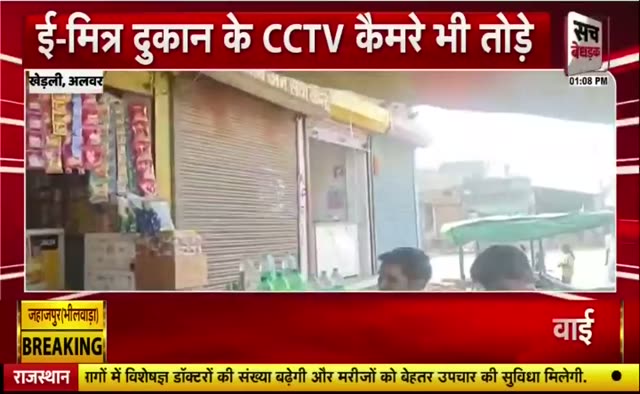 ई-मित्र दुकान के CCTV कैमरे भी तोड़े
सच
बेधड़क
खेड़ली, अलवर
01:08 PM
जहाजपुर(भीलवाड़ा)
BREAKING
वाई
राजस्थान
ागों में विशेषज्ञ डॉक्टरों की संख्या बढ़ेगी और मरीजों को बेहतर उपचार की सुविधा मिलेगी.